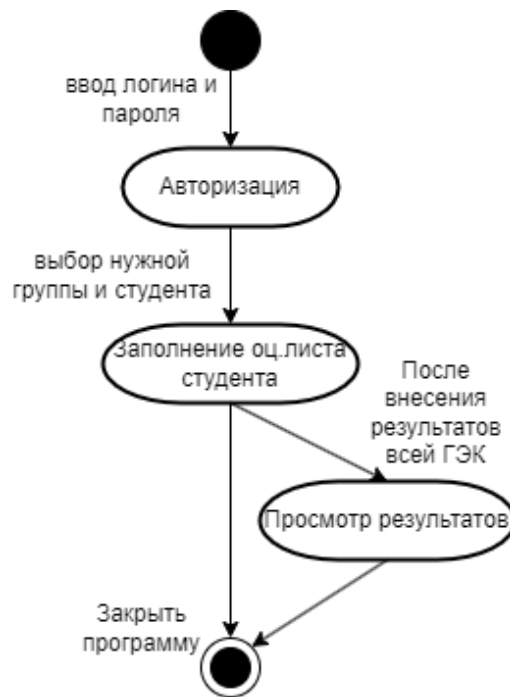 ввод логина и
пароля
Авторизация
выбор нужной
группы и студента
Заполнение оц.листа
студента
После
внесения
результатов
всей ГЭК
Просмотр результатов
Закрыть
программу